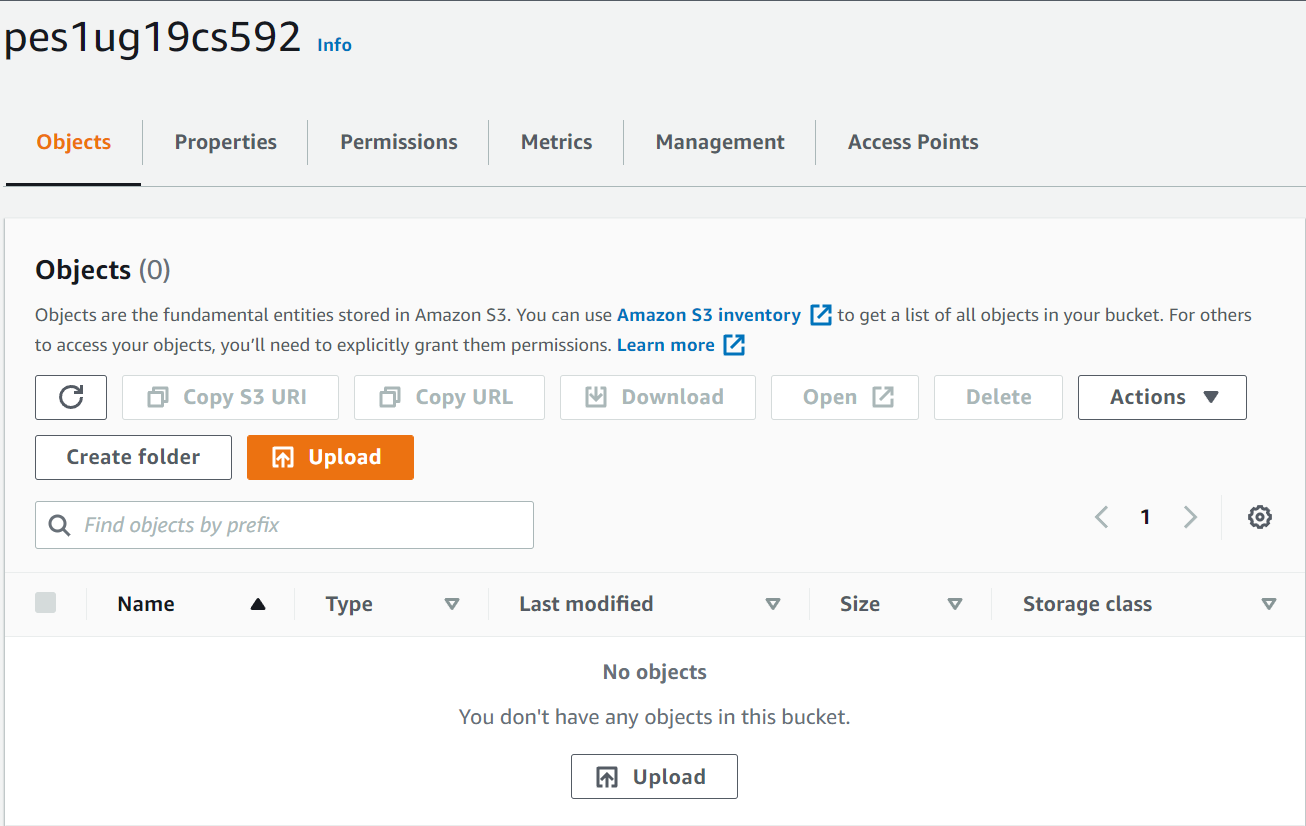 pes1ug19cs592 Info
Objects Properties Permissions Metrics Management Access Points
Objects (0)
Objects are the fundamental entities stored in Amazon S3. You can use Amazon S3 inventory to get a list of all objects in your bucket. For others
to access your objects, you’ll need to explicitly grant them permissions. Learn more
Copy S3 URI Copy URL Download Open Delete Actions
Create folder Upload
Find objects by prefix 1
Name Type Last modified Size Storage class
No objects
You don't have any objects in this bucket.
Upload